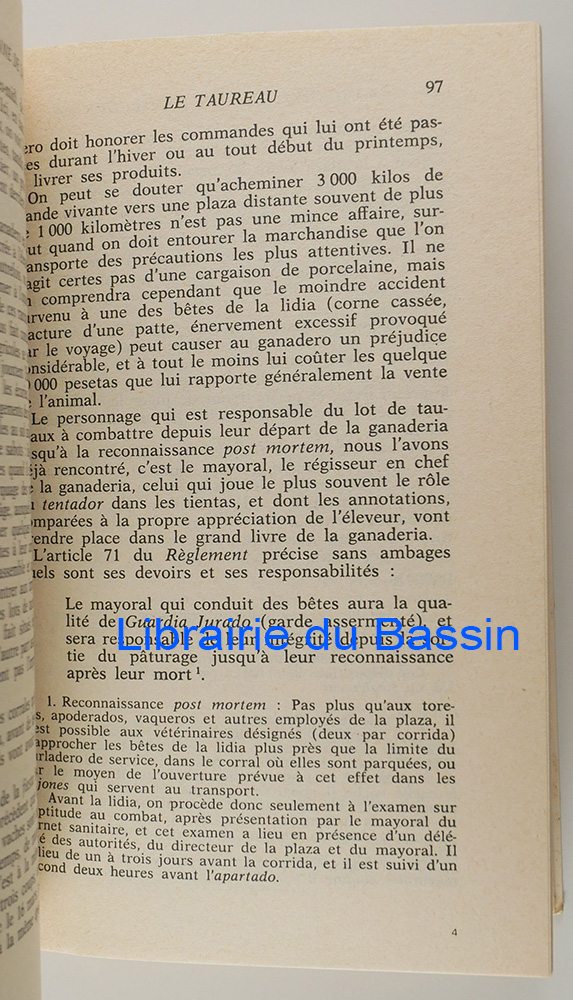 LE TAUREAU 97
ero doit honorer les commandes qui lui ont été pas-
es durant l'hiver ou au tout début du printemps,
livrer ses produits.
On peut se douter qu'acheminer 3 000 kilos de
ande vivante vers une plaza distante souvent de plus
e 1 000 kilomètres n'est pas une mince affaire, sur-
ut quand on doit entourer la marchandise que l'on
ansporte des précautions les plus attentives. Il ne
agit certes pas d'une cargaison de porcelaine, mais
n comprendra cependant que le moindre accident
urvenu à une des bêtes de la lidia (corne cassée,
acture d'une patte, énervement excessif provoqué
ar le voyage) peut causer au ganadero un préjudice
onsidérable, et à tout le moins lui coûter les quelque
0 000 pesetas que lui rapporte généralement la vente
e l'animal.
Le personnage qui est responsable du lot de tau-
aux à combattre depuis leur départ de la ganaderia
squ'à la reconnaissance post mortem, nous l'avons
éjà rencontré, c'est le mayoral, le régisseur en chef
e la ganaderia, celui qui joue le plus souvent le rôle
u tentador dans les tientas, et dont les annotations,
omparées à la propre appréciation de l'éleveur, vont
rendre place dans le grand livre de la ganaderia.
L'article 71 du Règlement précise sans ambages
uels sont ses devoirs et ses responsabilités :
Le mayoral qui conduit des bêtes aura la qua-
lité de Guardia Jurado (garde assermenté), et
sera responsable de leur intégrité depuis la sor-
tie du pâturage jusqu'à leur reconnaissance
après leur mort¹.
Librairie du Bassin
1. Reconnaissance post mortem : Pas plus qu'aux tore-
s, apoderados, vaqueros et autres employés de la plaza, il
est possible aux vétérinaires désignés (deux par corrida)
approcher les bêtes de la lidia plus près que la limite du
urladero de service, dans le corral où elles sont parquées, ou
ar le moyen de l'ouverture prévue à cet effet dans les
jones qui servent au transport.
Avant la lidia, on procède donc seulement à l'examen sur
ptitude au combat, après présentation par le mayoral du
rnet sanitaire, et cet examen a lieu en présence d'un délé-
é des autorités, du directeur de la plaza et du mayoral. Il
lieu de un à trois jours avant la corrida, et il est suivi d'un
cond deux heures avant l'apartado.
4